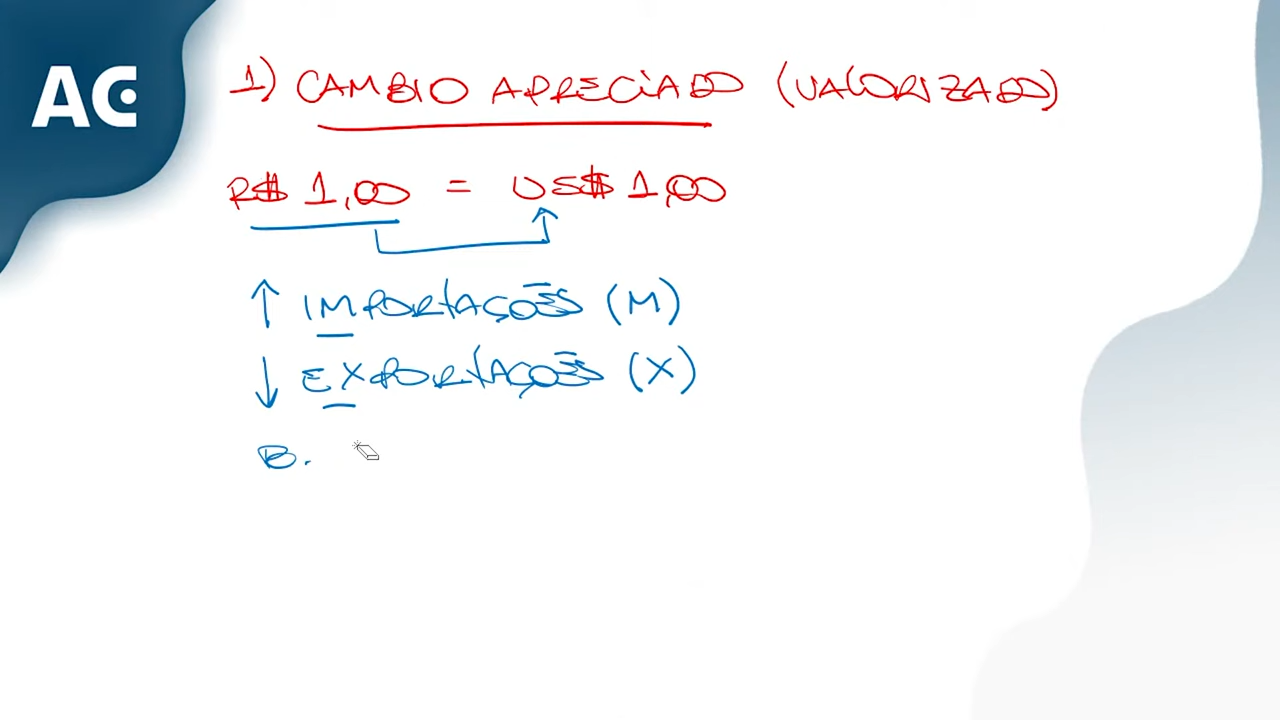 AC
1) CAMBIO APRECIADO (VALORIZADO)
R$ 1,00 = US$ 1,00
↑ IMPORTAÇÕES (M)
↓ EXPORTAÇÕES (X)
B.